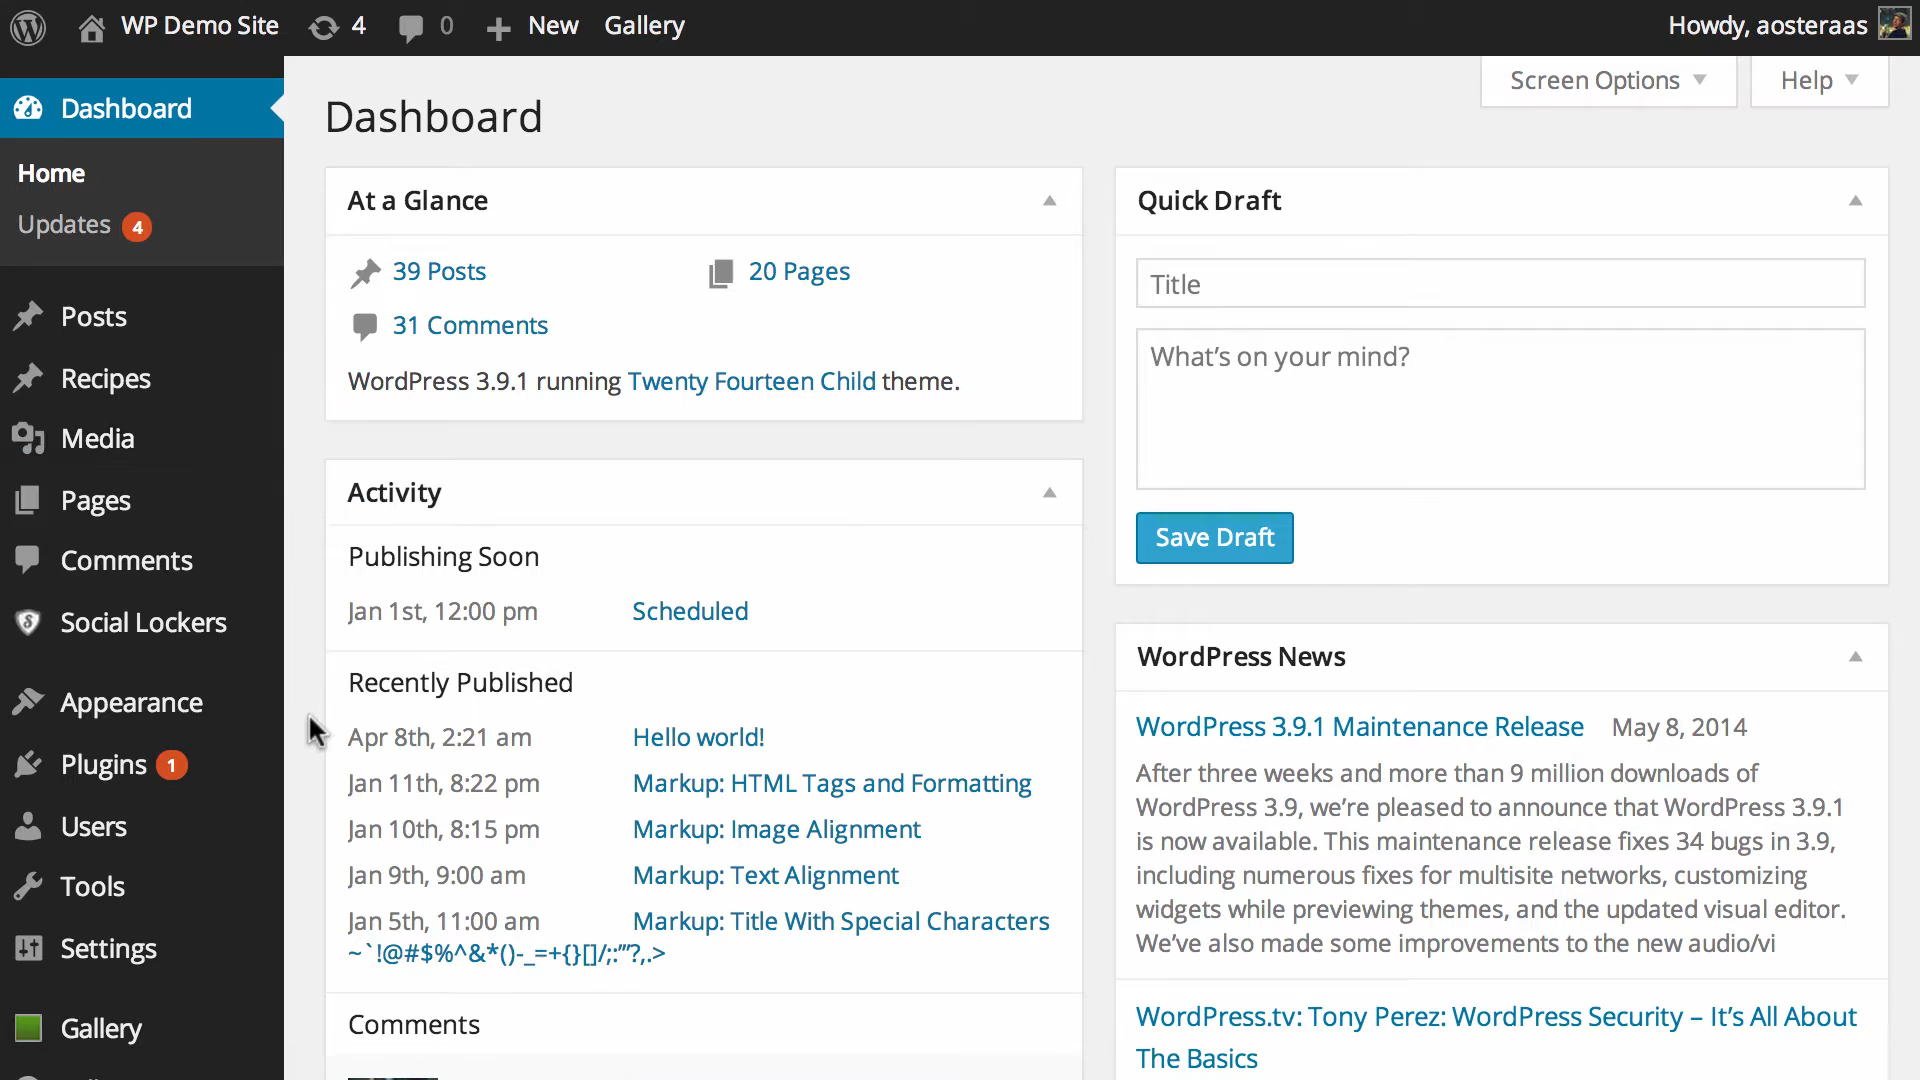 WP Demo Site 4 0 New Gallery Howdy, aosteraas
Screen Options Help
Dashboard
Home
Updates 4
Posts
Recipes
Media
Pages
Comments
Social Lockers
Appearance
Plugins 1
Users
Tools
Settings
Gallery
Dashboard
At a Glance
39 Posts 20 Pages
31 Comments
WordPress 3.9.1 running Twenty Fourteen Child theme.
Activity
Publishing Soon
Jan 1st, 12:00 pm Scheduled
Recently Published
Apr 8th, 2:21 am Hello world!
Jan 11th, 8:22 pm Markup: HTML Tags and Formatting
Jan 10th, 8:15 pm Markup: Image Alignment
Jan 9th, 9:00 am Markup: Text Alignment
Jan 5th, 11:00 am Markup: Title With Special Characters
~`!@#$%^&*()-_=+{}[]/;:'"?,.>
Comments
Quick Draft
Title
What's on your mind?
Save Draft
WordPress News
WordPress 3.9.1 Maintenance Release May 8, 2014
After three weeks and more than 9 million downloads of
WordPress 3.9, we're pleased to announce that WordPress 3.9.1
is now available. This maintenance release fixes 34 bugs in 3.9,
including numerous fixes for multisite networks, customizing
widgets while previewing themes, and the updated visual editor.
We've also made some improvements to the new audio/vi
WordPress.tv: Tony Perez: WordPress Security – It's All About
The Basics